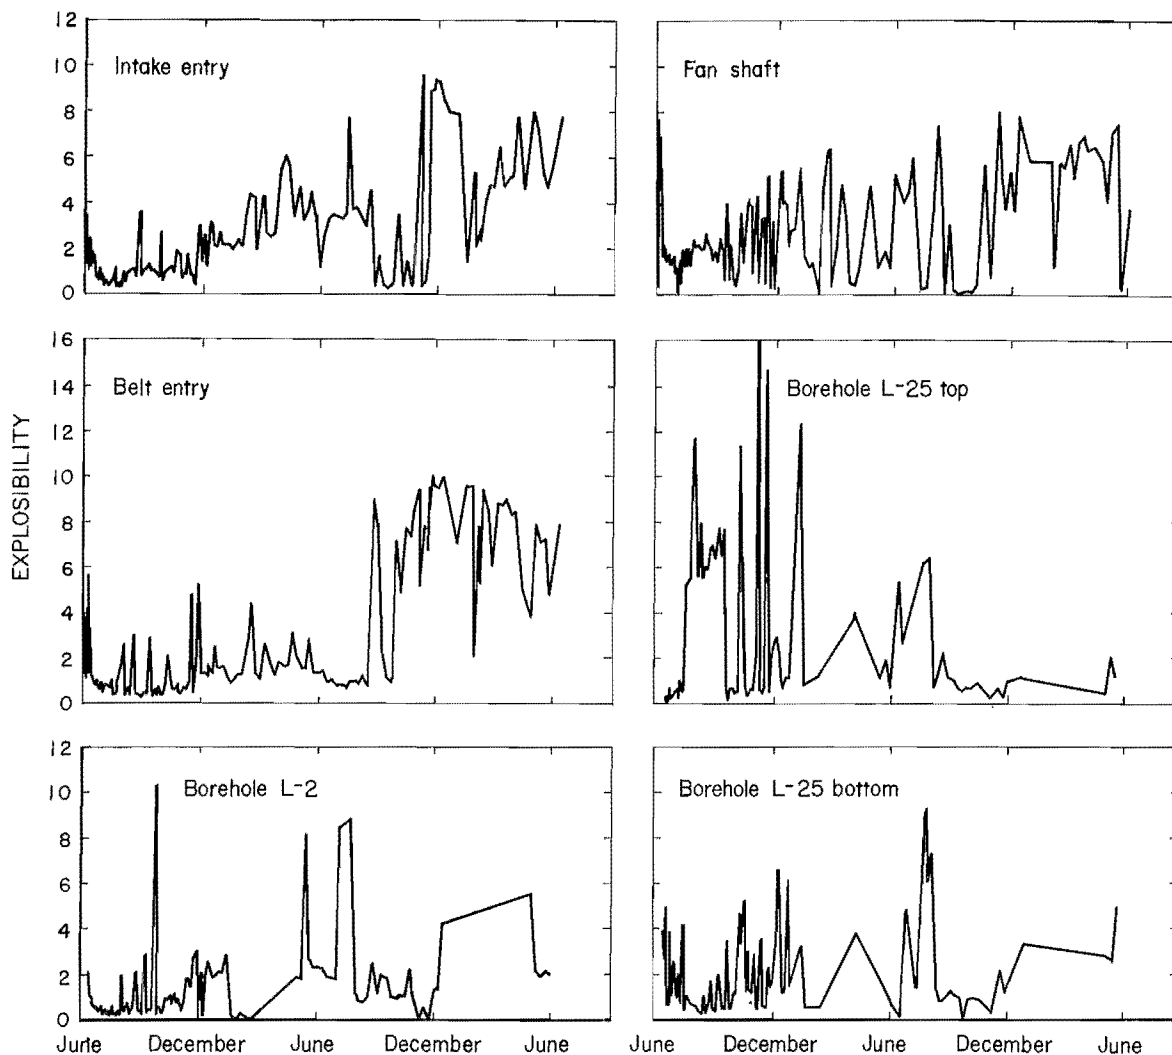 12
10
8
6
4
2
0
Intake entry
Fan shaft
16
14
12
10
8
6
4
2
0
Belt entry
Borehole L-25 top
EXPLOSIBILITY
12
10
8
6
4
2
0
Borehole L-2
Borehole L-25 bottom
June December June December June
June December June December June